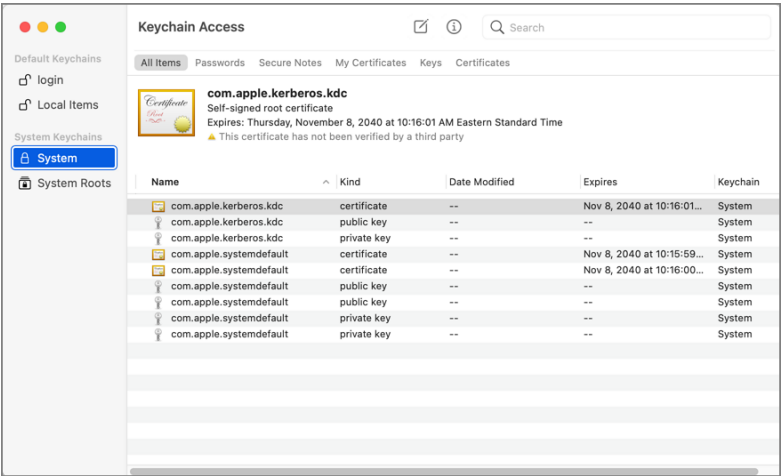 Keychain Access
Search
Default Keychains
login
Local Items
System Keychains
System
System Roots
All Items Passwords Secure Notes My Certificates Keys Certificates
Certificate
Root
com.apple.kerberos.kdc
Self-signed root certificate
Expires: Thursday, November 8, 2040 at 10:16:01 AM Eastern Standard Time
This certificate has not been verified by a third party
Name Kind Date Modified Expires Keychain
com.apple.kerberos.kdc certificate -- Nov 8, 2040 at 10:16:01... System
com.apple.kerberos.kdc public key -- -- System
com.apple.kerberos.kdc private key -- -- System
com.apple.systemdefault certificate -- Nov 8, 2040 at 10:15:59... System
com.apple.systemdefault certificate -- Nov 8, 2040 at 10:16:00... System
com.apple.systemdefault public key -- -- System
com.apple.systemdefault public key -- -- System
com.apple.systemdefault private key -- -- System
com.apple.systemdefault private key -- -- System